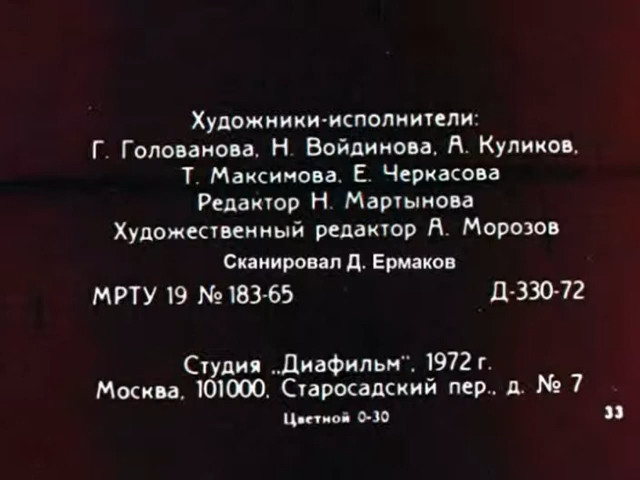 Художники-исполнители:
Г. Голованова, Н. Войдинова, А. Куликов,
Т. Максимова, Е. Черкасова
Редактор Н. Мартынова
Художественный редактор А. Морозов
Сканировал Д. Ермаков
МРТУ 19 № 183-65 Д-330-72
Студия „Диафильм", 1972 г.
Москва, 101000, Старосадский пер., д. № 7
Цветной 0-30
33